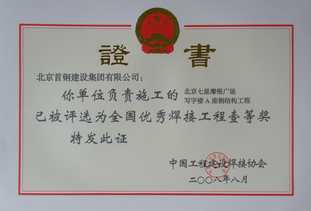 證書
北京首钢建设集团有限公司：
你单位负责施工的
北京七星摩根广场
写字楼A座钢结构工程
已被评选为全国优秀焊接工程壹等奖
特发此证
中国工程建设焊接协会
二〇〇八年八月